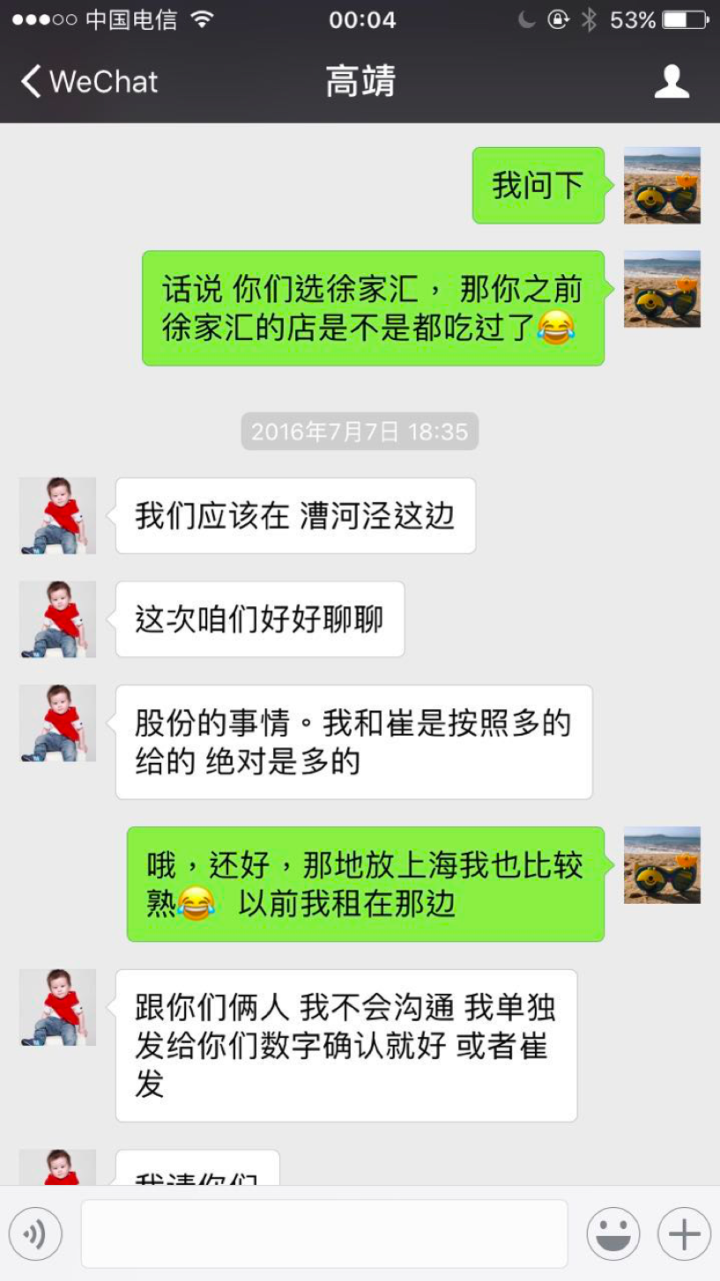 中国电信 00:04 53%
WeChat 高靖
我问下
话说 你们选徐家汇，那你之前
徐家汇的店是不是都吃过了😂
2016年7月7日 18:35
我们应该在 漕河泾这边
这次咱们好好聊聊
股份的事情。我和崔是按照多的
给的 绝对是多的
哦，还好，那地放上海我也比较
熟😂 以前我租在那边
跟你们俩人 我不会沟通 我单独
发给你们数字确认就好 或者崔
发
我请你们